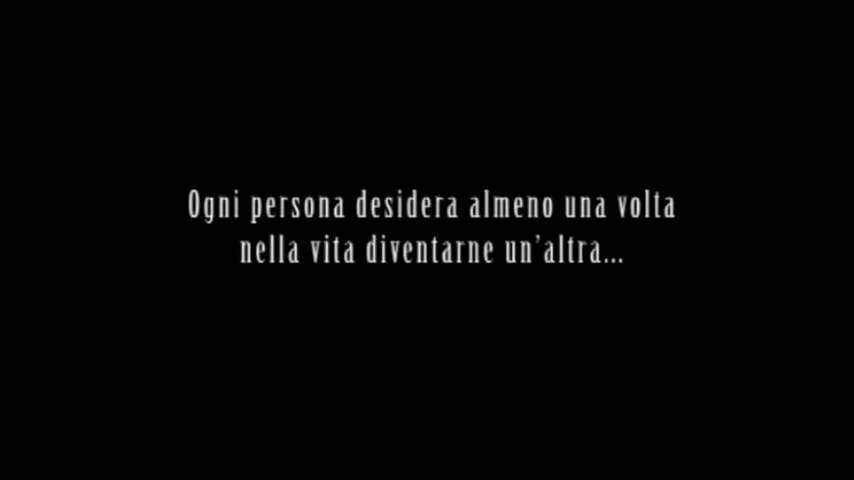 Ogni persona desidera almeno una volta
nella vita diventarne un’altra...